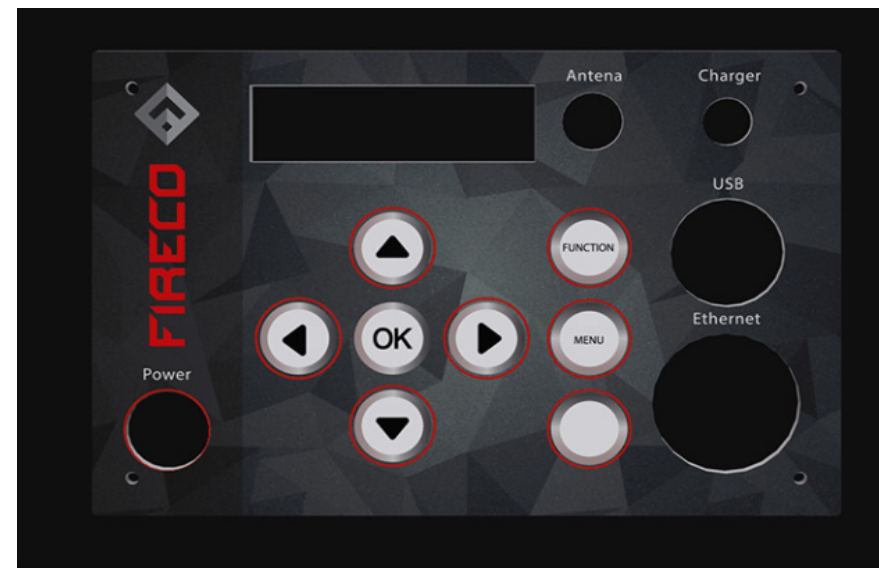 Antena
Charger
FIRECO
USB
FUNCTION
Ethernet
OK
MENU
Power